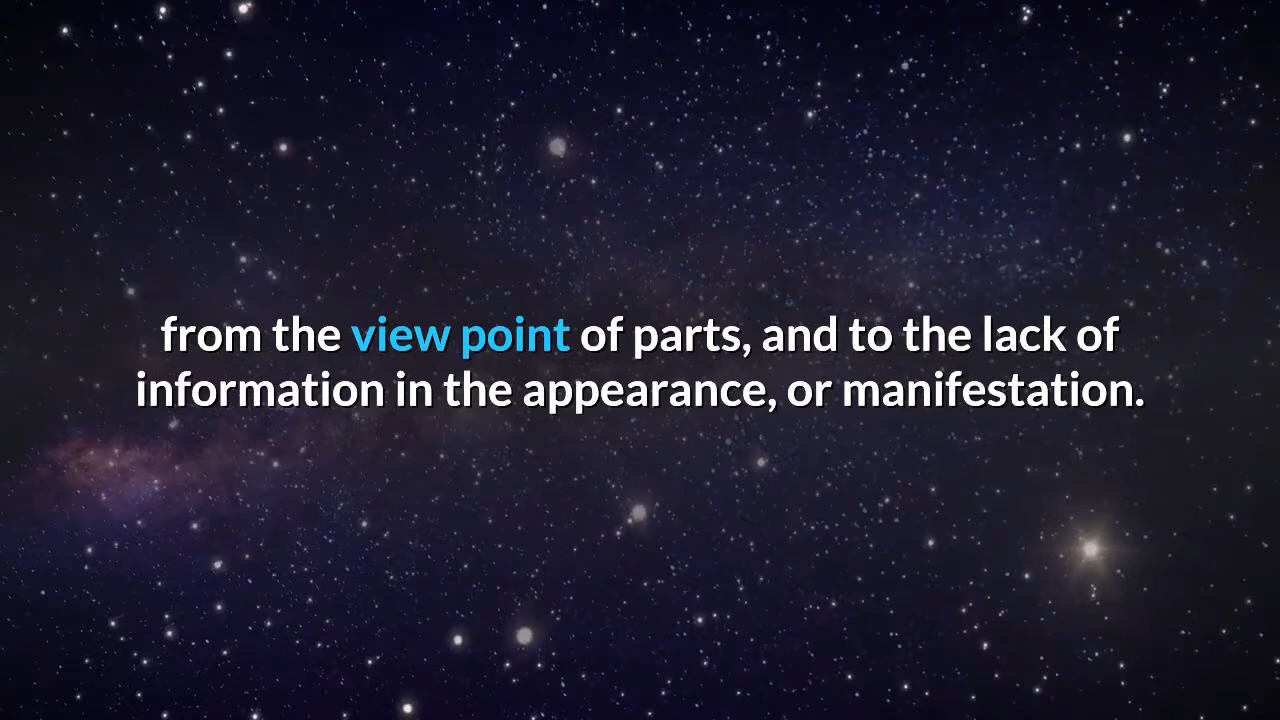 from the view point of parts, and to the lack of
information in the appearance, or manifestation.